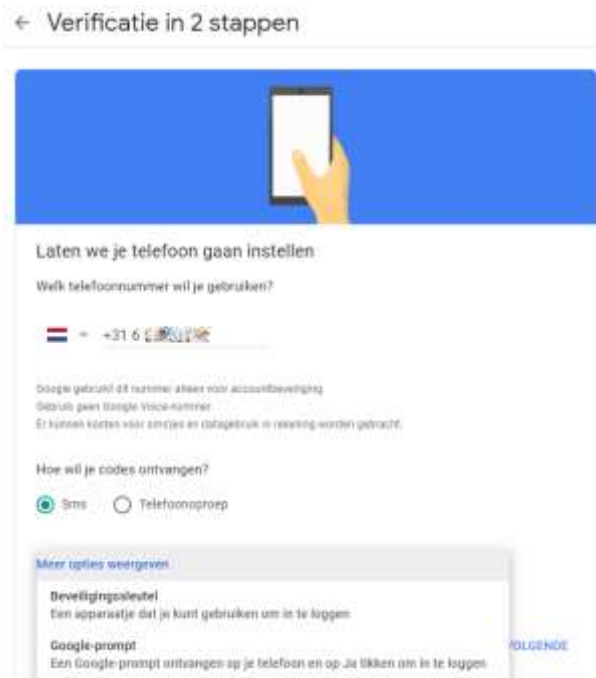 Verificatie in 2 stappen
Laten we je telefoon gaan instellen
Welk telefoonnummer wil je gebruiken?
+31 6
Google gebruikt dit nummer alleen voor accountbeveiliging
Gebruik geen Google Voice-nummer
Er kunnen kosten voor sms'jes en datagebruik in rekening worden gebracht.
Hoe wil je codes ontvangen?
Sms Telefoonoproep
Meer opties weergeven
Beveiligingssleutel
Een apparaatje dat je kunt gebruiken om in te loggen
Google-prompt
Een Google-prompt ontvangen op je telefoon en op Ja tikken om in te loggen
VOLGENDE